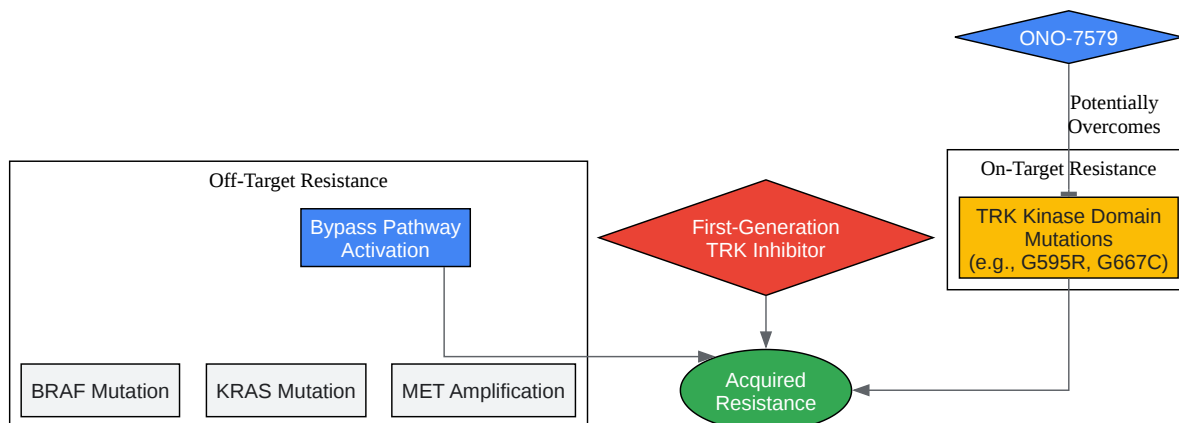 ONO-7579
Potentially
Overcomes
Off-Target Resistance
On-Target Resistance
Bypass Pathway
Activation
First-Generation
TRK Inhibitor
TRK Kinase Domain
Mutations
(e.g., G595R, G667C)
BRAF Mutation
KRAS Mutation
MET Amplification
Acquired
Resistance